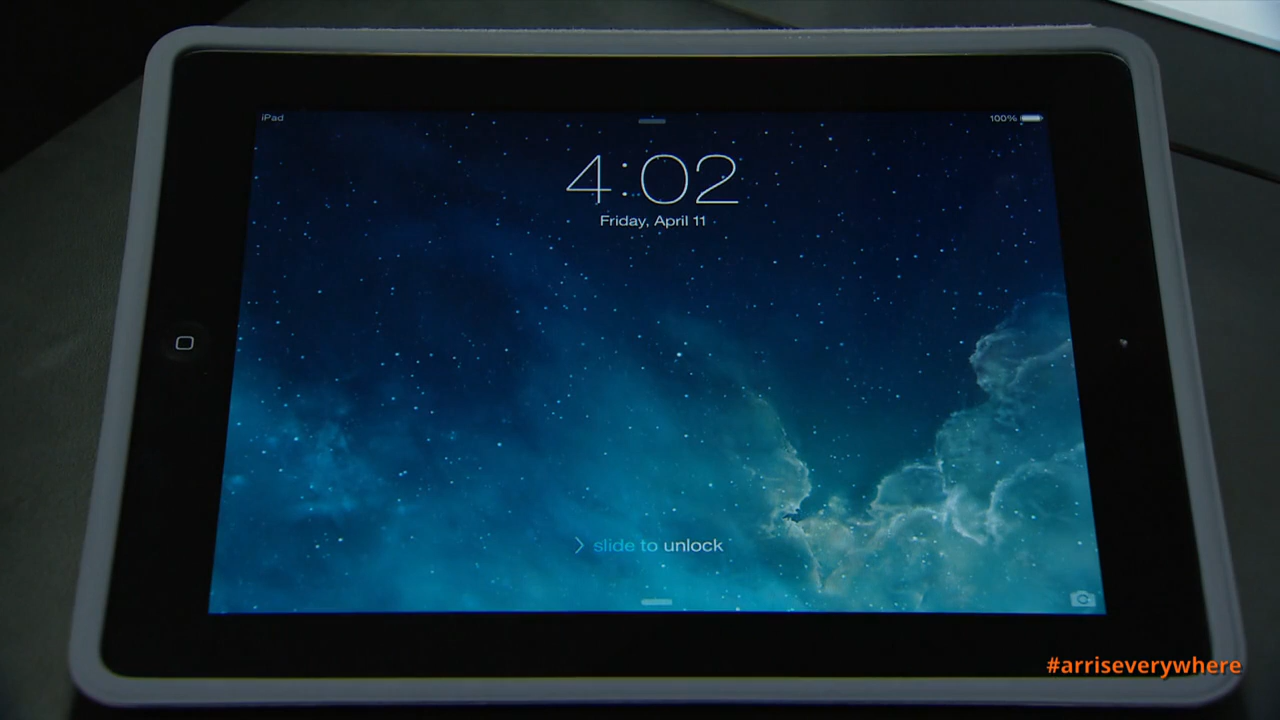 iPad
100%
4:02
Friday, April 11
slide to unlock
#arriseverywhere